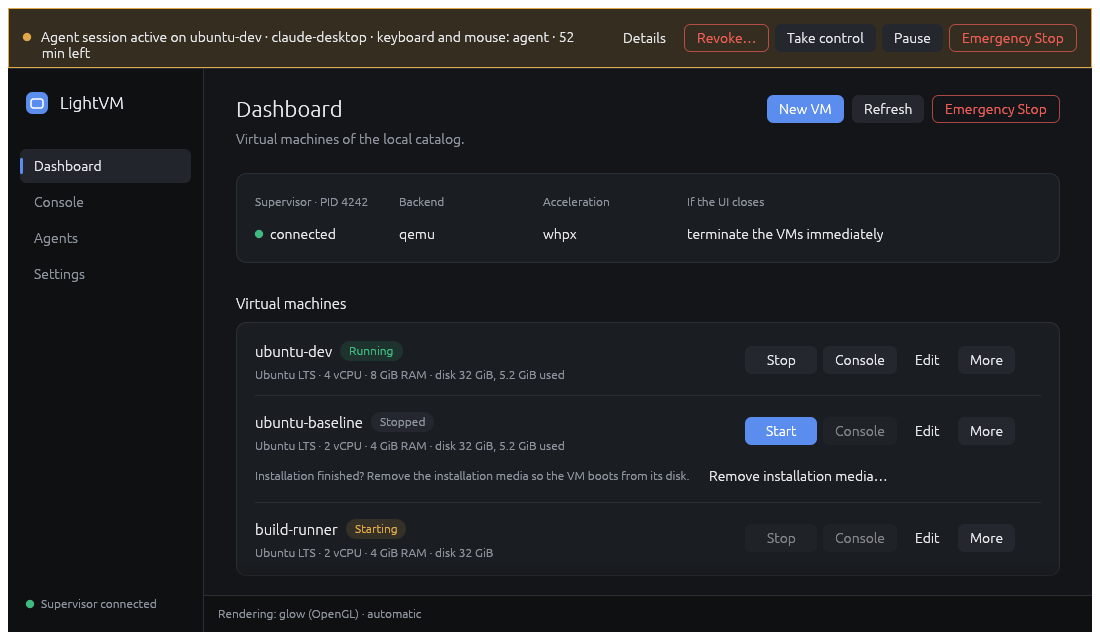 Agent session active on ubuntu-dev · claude-desktop · keyboard and mouse: agent · 52
min left
Details
Revoke…
Take control
Pause
Emergency Stop
LightVM
Dashboard
Console
Agents
Settings
Supervisor connected
Dashboard
Virtual machines of the local catalog.
New VM
Refresh
Emergency Stop
Supervisor · PID 4242
connected
Backend
qemu
Acceleration
whpx
If the UI closes
terminate the VMs immediately
Virtual machines
ubuntu-dev Running
Ubuntu LTS · 4 vCPU · 8 GiB RAM · disk 32 GiB, 5.2 GiB used
Stop Console Edit More
ubuntu-baseline Stopped
Ubuntu LTS · 2 vCPU · 4 GiB RAM · disk 32 GiB, 5.2 GiB used
Start Console Edit More
Installation finished? Remove the installation media so the VM boots from its disk.
Remove installation media…
build-runner Starting
Ubuntu LTS · 2 vCPU · 4 GiB RAM · disk 32 GiB
Stop Console Edit More
Rendering: glow (OpenGL) · automatic